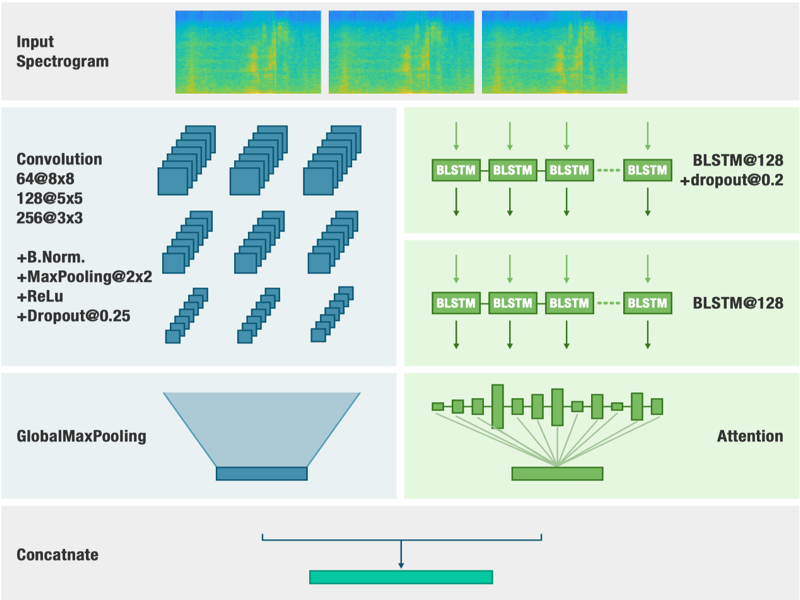 Input
Spectrogram
Convolution
64@8x8
128@5x5
256@3x3
+B.Norm.
+MaxPooling@2x2
+ReLu
+Dropout@0.25
BLSTM BLSTM BLSTM BLSTM
BLSTM@128
+dropout@0.2
BLSTM BLSTM BLSTM BLSTM
BLSTM@128
GlobalMaxPooling
Attention
Concatnate